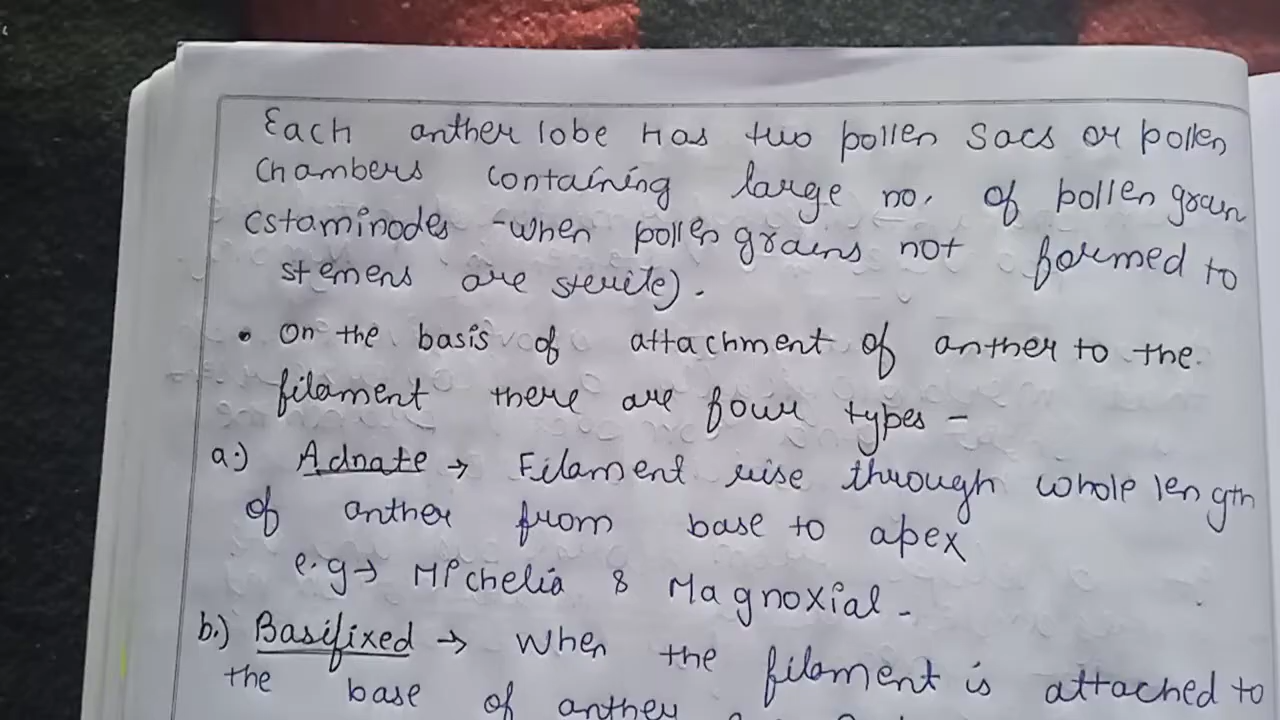 Each anther lobe has two pollen sacs or pollen
chambers containing large no. of pollen grain
(staminodes - when pollen grains not formed to
stemens are sterile).
• On the basis of attachment of anther to the
filament there are four types -
a.) Adnate → Filament rise through whole length
of anther from base to apex
e.g → Michelia & Magnoxial -
b.) Basifixed → When the filament is attached to
the base of anther